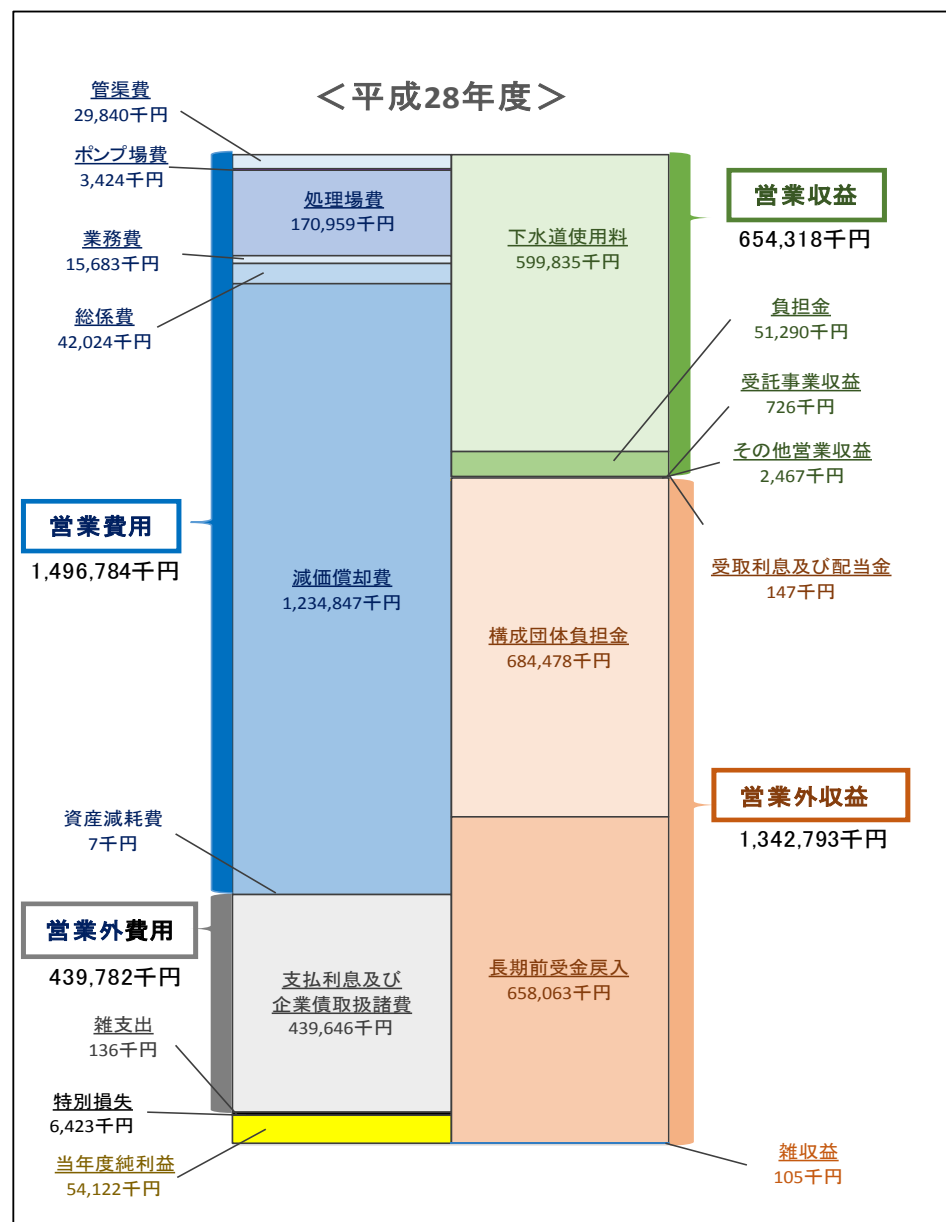 ＜平成28年度＞
管渠費
29,840千円
ポンプ場費
3,424千円
処理場費
170,959千円
業務費
15,683千円
総係費
42,024千円
営業費用
1,496,784千円
減価償却費
1,234,847千円
資産減耗費
7千円
営業外費用
439,782千円
支払利息及び
企業債取扱諸費
439,646千円
雑支出
136千円
特別損失
6,423千円
当年度純利益
54,122千円
営業収益
654,318千円
下水道使用料
599,835千円
負担金
51,290千円
受託事業収益
726千円
その他営業収益
2,467千円
受取利息及び配当金
147千円
構成団体負担金
684,478千円
営業外収益
1,342,793千円
長期前受金戻入
658,063千円
雑収益
105千円